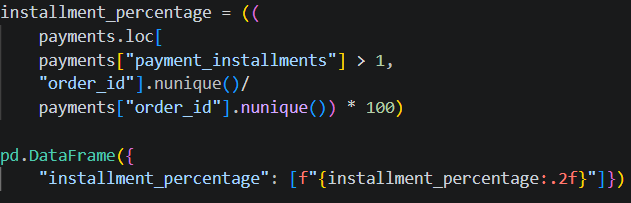 installment_percentage = ((
    payments.loc[
    payments["payment_installments"] > 1,
    "order_id"].nunique()/
    payments["order_id"].nunique()) * 100)

pd.DataFrame({
    "installment_percentage": [f"{installment_percentage:.2f}"]})